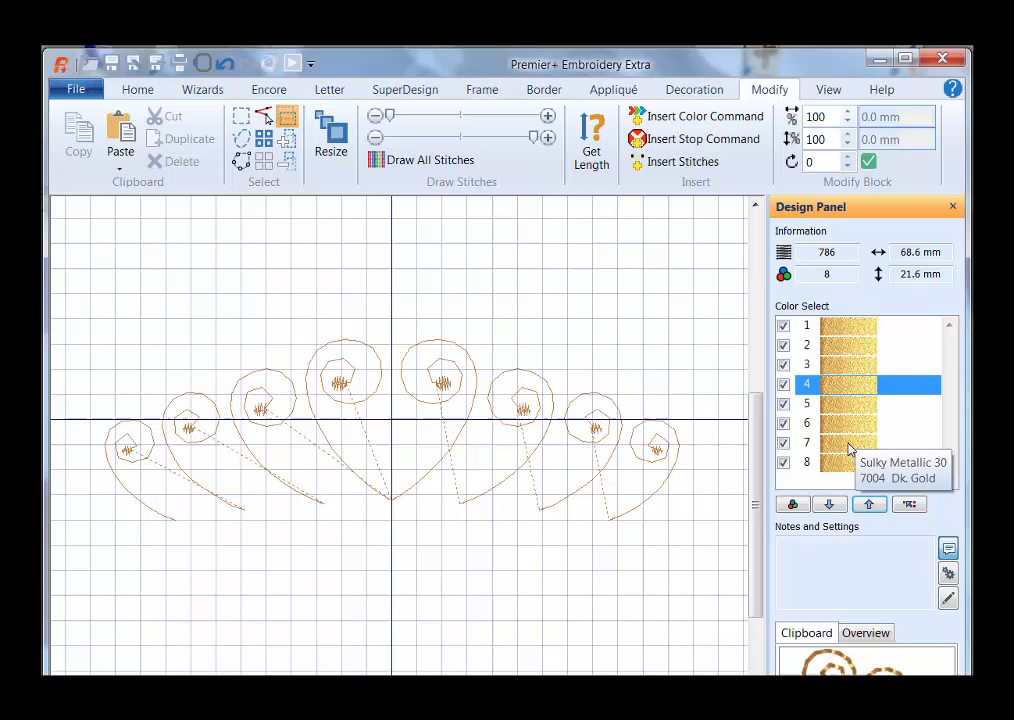 Premier+ Embroidery Extra
File Home Wizards Encore Letter SuperDesign Frame Border Appliqué Decoration Modify View Help
Copy
Paste
Cut
Duplicate
Delete
Clipboard
Select
Resize
Draw All Stitches
Draw Stitches
Get
Length
Insert Color Command
Insert Stop Command
Insert Stitches
Insert
% 100 0.0 mm
% 100 0.0 mm
0
Modify Block
Design Panel
Information
786 68.6 mm
8 21.6 mm
Color Select
1
2
3
4
5
6
7
8
Sulky Metallic 30
7004 Dk. Gold
Notes and Settings
Clipboard Overview